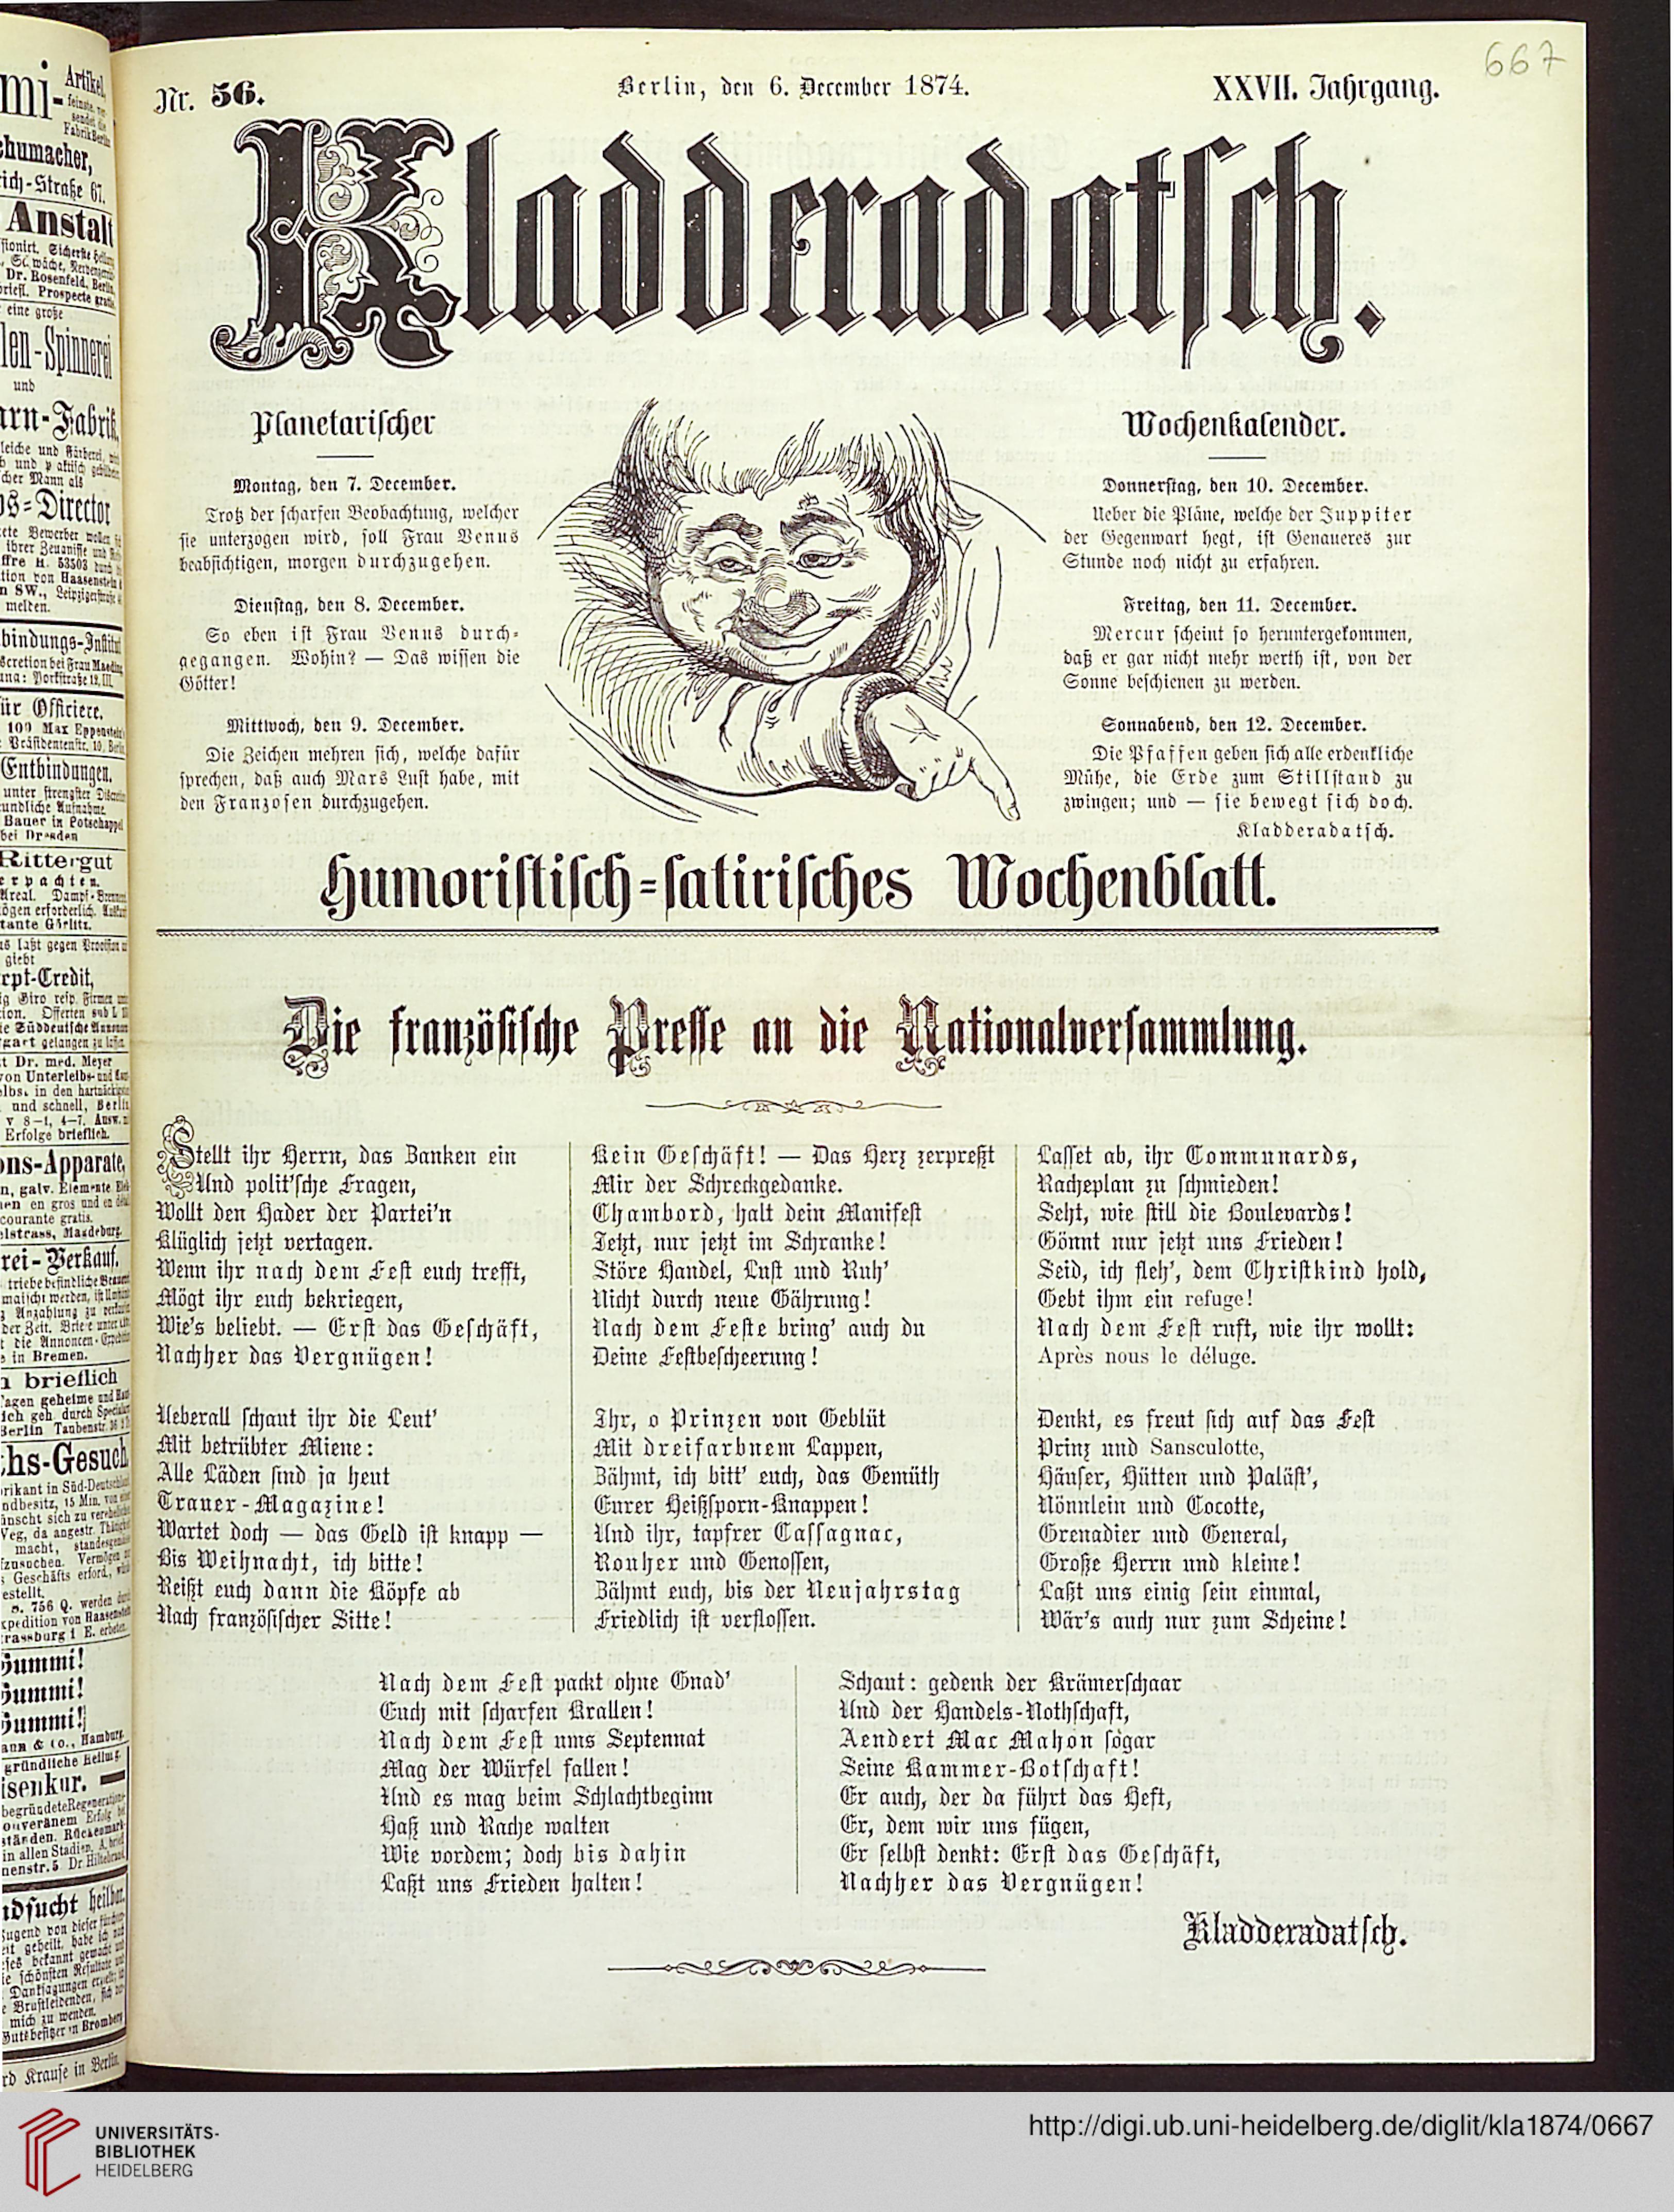 Nr. 56.
Berlin, den 6. December 1874.
XXVII. Jahrgang.
667
Kladderadatsch.
Planetarischer
Montag, den 7. December.
Trotz der scharfen Beobachtung, welcher
sie unterzogen wird, soll Frau Venus
beabsichtigen, morgen durchzugehen.
Dienstag, den 8. December.
So eben ist Frau Venus durch-
gegangen. Wohin? — Das wissen die
Götter!
Mittwoch, den 9. December.
Die Zeichen mehren sich, welche dafür
sprechen, daß auch Mars Lust habe, mit
den Franzosen durchzugehen.
Wochenkalender.
Donnerstag, den 10. December.
Ueber die Pläne, welche der Juppiter
der Gegenwart hegt, ist Genaueres zur
Stunde noch nicht zu erfahren.
Freitag, den 11. December.
Mercur scheint so heruntergekommen,
daß er gar nicht mehr werth ist, von der
Sonne beschienen zu werden.
Sonnabend, den 12. December.
Die Pfaffen geben sich alle erdenkliche
Mühe, die Erde zum Stillstand zu
zwingen; und — sie bewegt sich doch.
Kladderadatsch.
Humoristisch-satirisches Wochenblatt.
Die französische Presse an die Nationalversammlung.
Stellt ihr Herrn, das Zanken ein
Und polit'sche Fragen,
Wollt den Hader der Partei'n
Klüglich jetzt vertagen.
Wenn ihr nach dem Fest euch trefft,
Mögt ihr euch bekriegen,
Wie's beliebt. — Erst das Geschäft,
Nachher das Vergnügen!
Ueberall schaut ihr die Leut'
Mit betrübter Miene:
Alle Läden sind ja heut
Trauer-Magazine!
Wartet doch — das Geld ist knapp —
Bis Weihnacht, ich bitte!
Reißt euch dann die Köpfe ab
Nach französischer Sitte!
Kein Geschäft! — Das Herz zerpreßt
Mir der Schreckgedanke.
Chambord, halt dein Manifest
Jetzt, nur jetzt im Schranke!
Störe Handel, Lust und Ruh'
Nicht durch neue Gährung!
Nach dem Feste bring' auch du
Deine Festbescheerung!
Ihr, o Prinzen von Geblüt
Mit dreifarbnem Lappen,
Zähmt, ich bitt' euch, das Gemüth
Eurer Heißsporn-Knappen!
Und ihr, tapfrer Cassagnac,
Rouher und Genossen,
Zähmt euch, bis der Neujahrstag
Friedlich ist verflossen.
Lasset ab, ihr Communards,
Racheplan zu schmieden!
Seht, wie still die Boulevards!
Gönnt nur jetzt uns Frieden!
Seid, ich fleh', dem Christkind hold,
Gebt ihm ein refuge!
Nach dem Fest ruft, wie ihr wollt:
Après nous le déluge.
Denkt, es freut sich auf das Fest
Prinz und Sansculotte,
Häuser, Hütten und Paläst',
Nönnlein und Cocotte,
Grenadier und General,
Große Herrn und kleine!
Laßt uns einig sein einmal,
Wär's auch nur zum Scheine!
Nach dem Fest packt ohne Gnad'
Euch mit scharfen Krallen!
Nach dem Fest ums Septennat
Mag der Würfel fallen!
Und es mag beim Schlachtbeginn
Haß und Rache walten
Wie vordem; doch bis dahin
Laßt uns Frieden halten!
Schaut: gedenk der Krämerschaar
Und der Handels-Nothschaft,
Aendert Mac Mahon sogar
Seine Kammer-Botschaft!
Er auch, der da führt das Heft,
Er, dem wir uns fügen,
Er selbst denkt: Erst das Geschäft,
Nachher das Vergnügen!
Kladderadatsch.
UNIVERSITÄTS-
BIBLIOTHEK
HEIDELBERG
http://digi.ub.uni-heidelberg.de/diglit/kla1874/0667